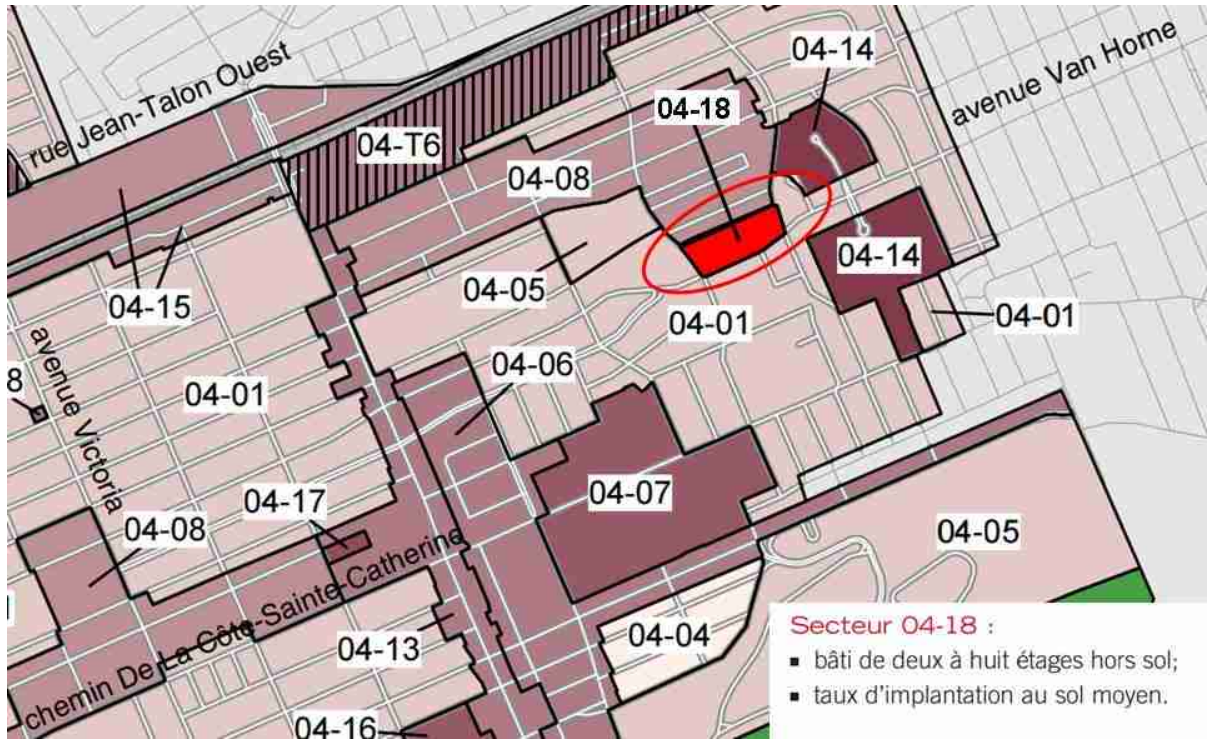 rue Jean-Talon Ouest
04-14
avenue Van Horne
04-18
04-T6
04-08
04-14
04-05
04-15
04-01
04-01
04-06
8
04-01
avenue Victoria
04-17
04-07
04-08
04-05
chemin De La Côte-Sainte-Catherine
04-13
04-04
04-16
Secteur 04-18 :
▪ bâti de deux à huit étages hors sol;
▪ taux d'implantation au sol moyen.